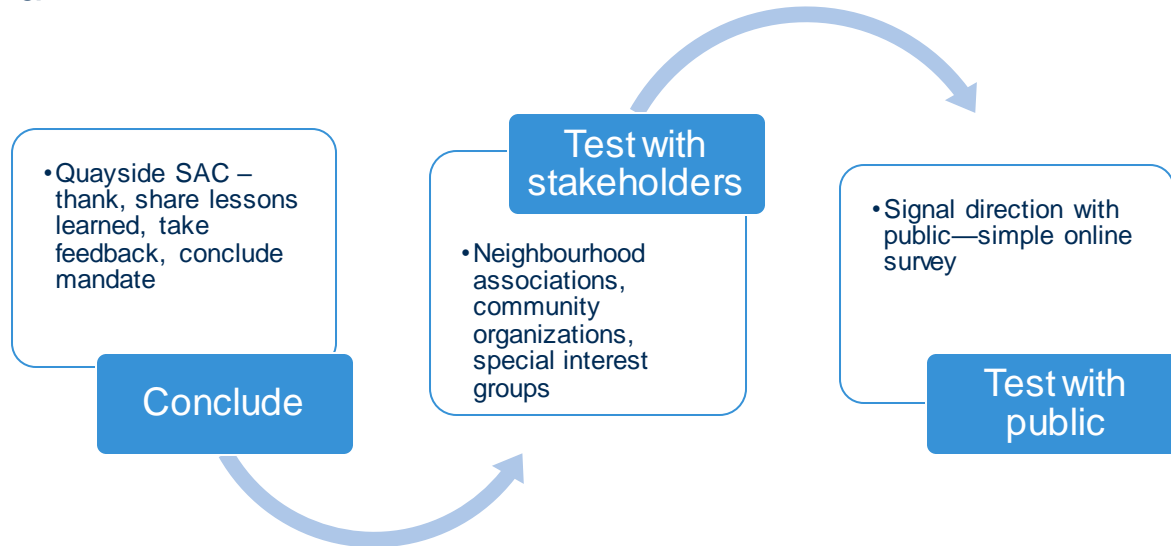 •Quayside SAC –
thank, share lessons
learned, take
feedback, conclude
mandate
Conclude
Test with
stakeholders
•Neighbourhood
associations,
community
organizations,
special interest
groups
•Signal direction with
public—simple online
survey
Test with
public